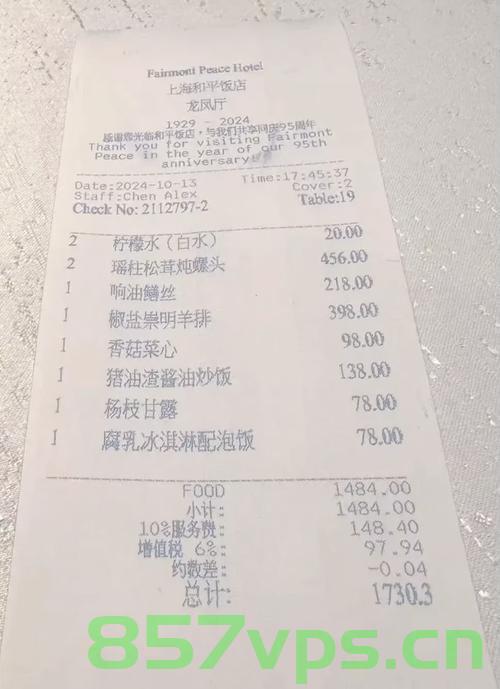 Fairmont Peace Hotel
上海和平饭店
龙凤厅
1929 - 2024
感谢您光临和平饭店，与我们共享同庆95周年
Thank you for visiting Fairmont
Peace in the year of our 95th
anniversary!
Date:2024-10-13 Time:17:45:37
Staff:Chen Alex Cover:2
Check No: 2112797-2 Table:19
2 柠檬水（白水） 20.00
2 瑶柱松茸炖螺头 456.00
1 响油鳝丝 218.00
1 椒盐崇明羊排 398.00
1 香菇菜心 98.00
1 猪油渣酱油炒饭 138.00
1 杨枝甘露 78.00
1 腐乳冰淇淋配泡饭 78.00
FOOD 1484.00
小计: 1484.00
10%服务费: 148.40
增值税 6%: 97.94
约数差: -0.04
总计: 1730.3
857vps.cn